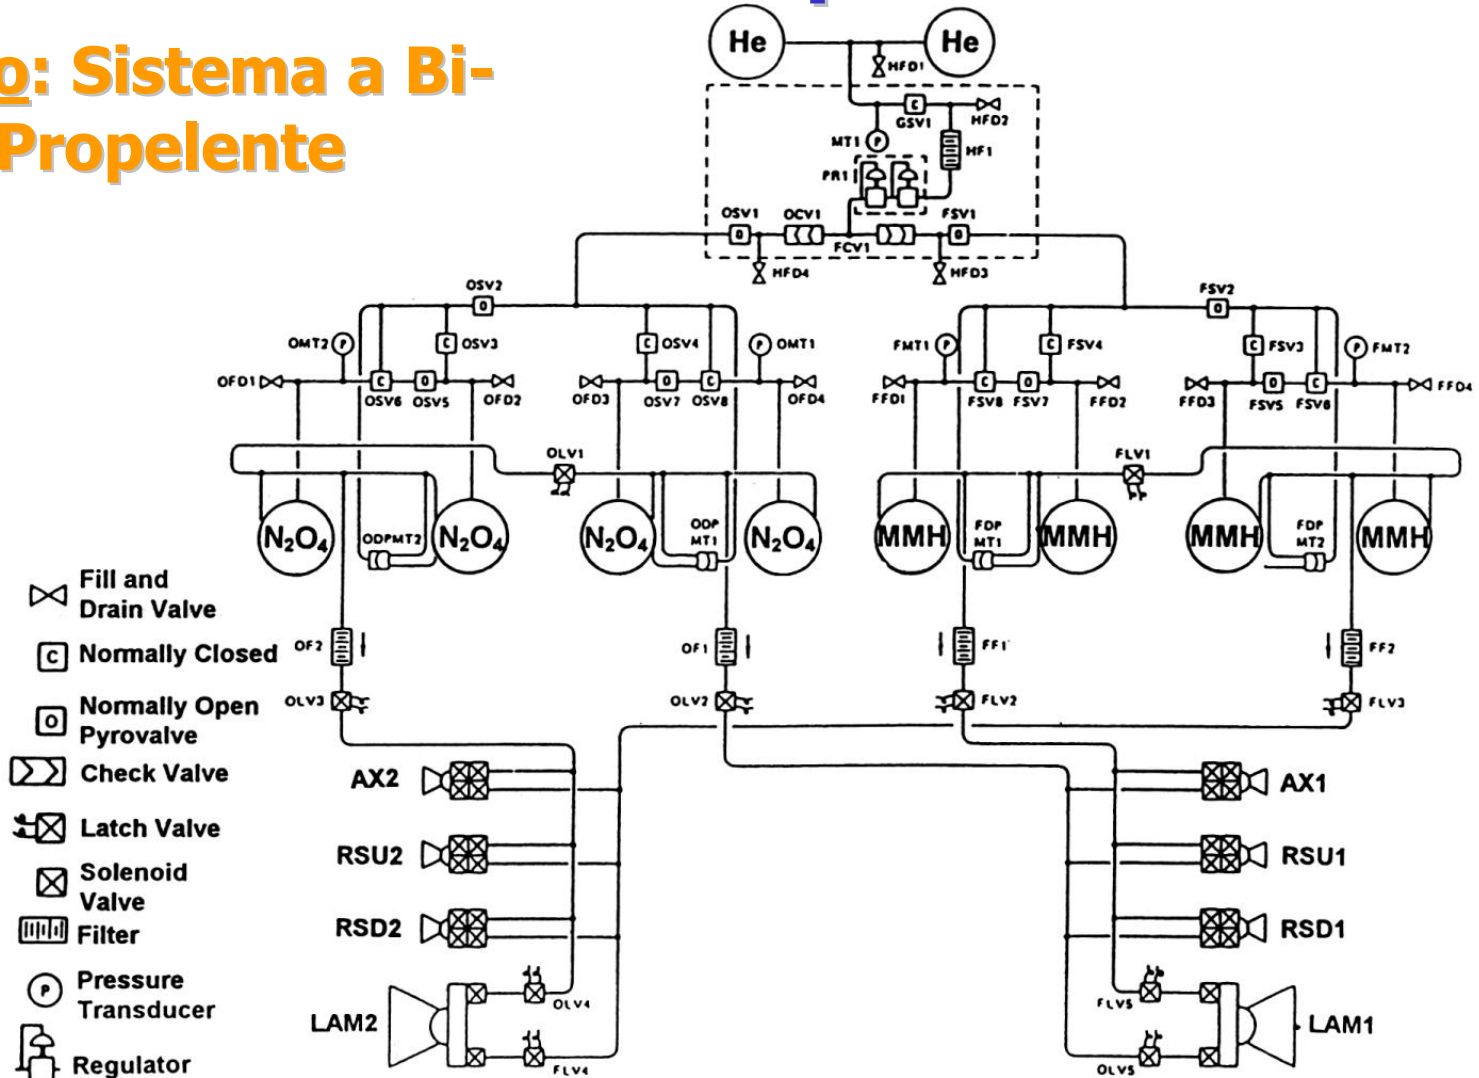 o: Sistema a Bi-
Propelente
He
He
HFD1
GSV1
HFD2
MT1
P
C
HF1
PR1
OSV1
OCV1
FSV1
O
FCV1
O
HFD4
HFD3
OSV2
O
FSV2
O
OMT2
P
C
OSV3
C
OSV4
P
OMT1
FMT1
P
C
FSV4
C
FSV3
P
FMT2
OFD1
C
O
OFD2
OFD3
O
C
OFD4
FFD1
C
O
FFD2
FFD3
O
C
FFD4
OSV6
OSV5
OSV7
OSV8
FSV8
FSV7
FSV5
FSV6
OLV1
FLV1
N₂O₄
ODPMT2
N₂O₄
N₂O₄
ODP
MT1
N₂O₄
MMH
FDP
MT1
MMH
MMH
FDP
MT2
MMH
Fill and
Drain Valve
C
Normally Closed
O
Normally Open
Pyrovalve
Check Valve
Latch Valve
Solenoid
Valve
Filter
P
Pressure
Transducer
Regulator
OF2
OF1
FF1
FF2
OLV3
OLV2
FLV2
FLV3
AX2
AX1
RSU2
RSU1
RSD2
RSD1
OLV4
FLV5
LAM2
LAM1
FLV4
OLV5